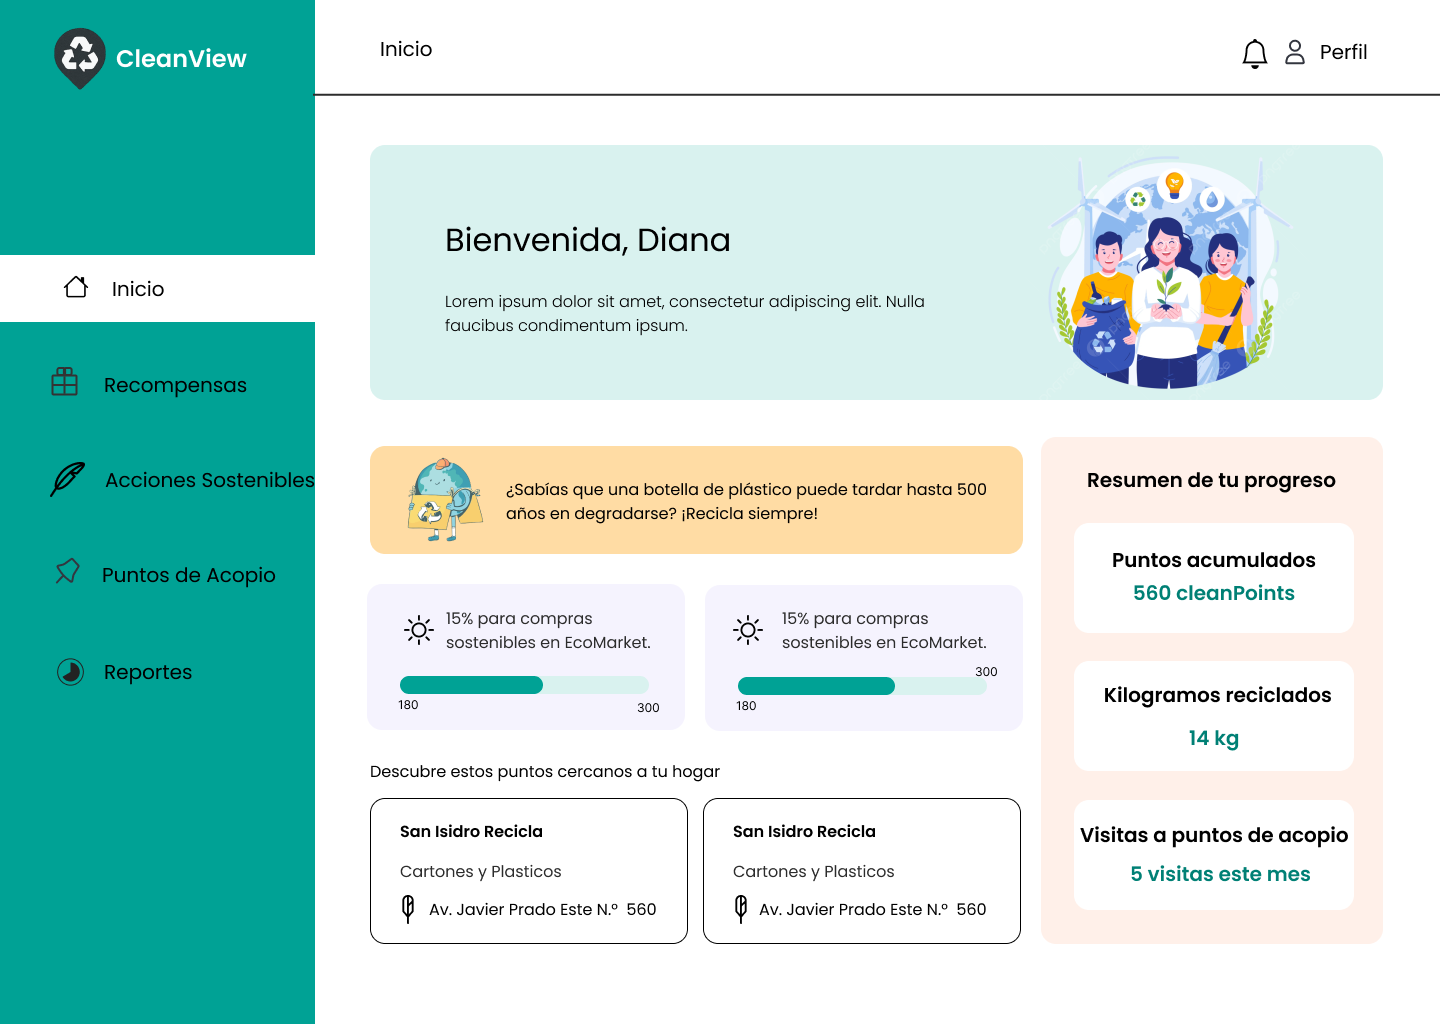 CleanView
Inicio
Recompensas
Acciones Sostenibles
Puntos de Acopio
Reportes
Inicio
Perfil
Bienvenida, Diana
Lorem ipsum dolor sit amet, consectetur adipiscing elit. Nulla
faucibus condimentum ipsum.
¿Sabías que una botella de plástico puede tardar hasta 500
años en degradarse? ¡Recicla siempre!
15% para compras
sostenibles en EcoMarket.
180
300
15% para compras
sostenibles en EcoMarket.
300
180
Descubre estos puntos cercanos a tu hogar
San Isidro Recicla
Cartones y Plasticos
Av. Javier Prado Este N.º  560
San Isidro Recicla
Cartones y Plasticos
Av. Javier Prado Este N.º  560
Resumen de tu progreso
Puntos acumulados
560 cleanPoints
Kilogramos reciclados
14 kg
Visitas a puntos de acopio
5 visitas este mes